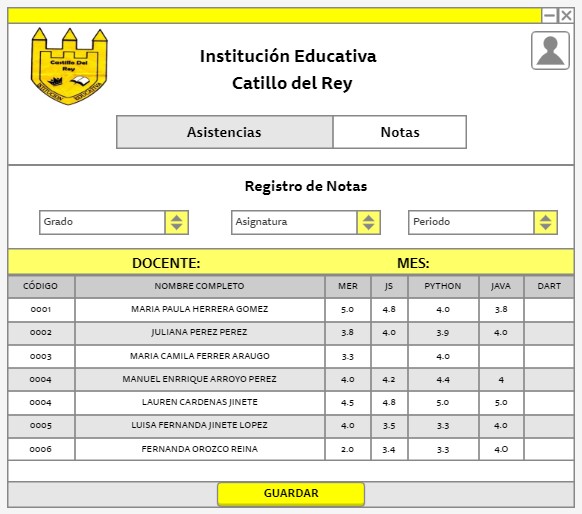 Castillo Del
Rey
INSTITUCION EDUCATIVA
Institución Educativa
Catillo del Rey
Asistencias Notas
Registro de Notas
Grado Asignatura Periodo
DOCENTE: MES:
CÓDIGO NOMBRE COMPLETO MER JS PYTHON JAVA DART
0001 MARIA PAULA HERRERA GOMEZ 5.0 4.8 4.0 3.8
0002 JULIANA PEREZ PEREZ 3.8 4.0 3.9 4.0
0003 MARIA CAMILA FERRER ARAUGO 3.3 4.0
0004 MANUEL ENRRIQUE ARROYO PEREZ 4.0 4.2 4.4 4
0004 LAUREN CARDENAS JINETE 4.5 4.8 5.0 5.0
0005 LUISA FERNANDA JINETE LOPEZ 4.0 3.5 3.3 4.0
0006 FERNANDA OROZCO REINA 2.0 3.4 3.3 4.O
GUARDAR